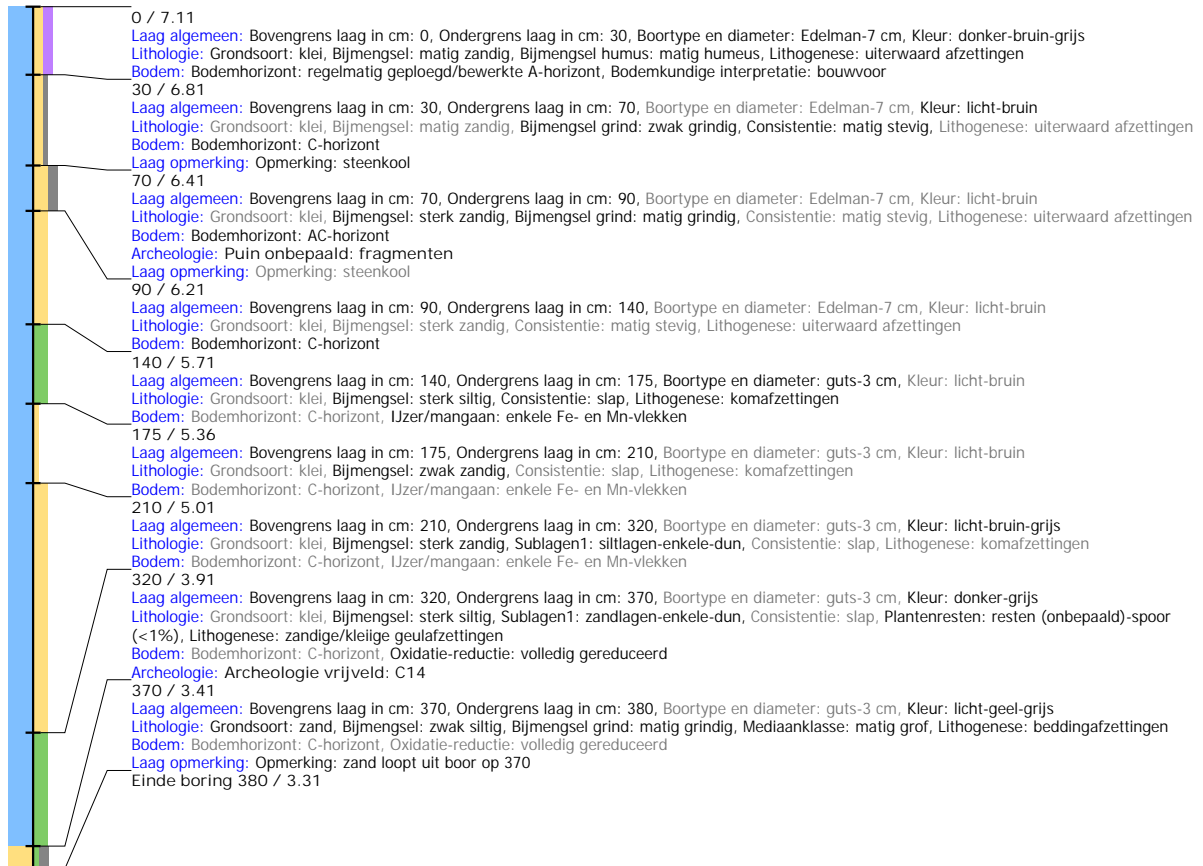 0 / 7.11
Laag algemeen: Bovengrens laag in cm: 0, Ondergrens laag in cm: 30, Boortype en diameter: Edelman-7 cm, Kleur: donker-bruin-grijs
Lithologie: Grondsoort: klei, Bijmengsel: matig zandig, Bijmengsel humus: matig humeus, Lithogenese: uiterwaard afzettingen
Bodem: Bodemhorizont: regelmatig geploegd/bewerkte A-horizont, Bodemkundige interpretatie: bouwvoor
30 / 6.81
Laag algemeen: Bovengrens laag in cm: 30, Ondergrens laag in cm: 70, Boortype en diameter: Edelman-7 cm, Kleur: licht-bruin
Lithologie: Grondsoort: klei, Bijmengsel: matig zandig, Bijmengsel grind: zwak grindig, Consistentie: matig stevig, Lithogenese: uiterwaard afzettingen
Bodem: Bodemhorizont: C-horizont
Laag opmerking: Opmerking: steenkool
70 / 6.41
Laag algemeen: Bovengrens laag in cm: 70, Ondergrens laag in cm: 90, Boortype en diameter: Edelman-7 cm, Kleur: licht-bruin
Lithologie: Grondsoort: klei, Bijmengsel: sterk zandig, Bijmengsel grind: matig grindig, Consistentie: matig stevig, Lithogenese: uiterwaard afzettingen
Bodem: Bodemhorizont: AC-horizont
Archeologie: Puin onbepaald: fragmenten
Laag opmerking: Opmerking: steenkool
90 / 6.21
Laag algemeen: Bovengrens laag in cm: 90, Ondergrens laag in cm: 140, Boortype en diameter: Edelman-7 cm, Kleur: licht-bruin
Lithologie: Grondsoort: klei, Bijmengsel: sterk zandig, Consistentie: matig stevig, Lithogenese: uiterwaard afzettingen
Bodem: Bodemhorizont: C-horizont
140 / 5.71
Laag algemeen: Bovengrens laag in cm: 140, Ondergrens laag in cm: 175, Boortype en diameter: guts-3 cm, Kleur: licht-bruin
Lithologie: Grondsoort: klei, Bijmengsel: sterk siltig, Consistentie: slap, Lithogenese: komafzettingen
Bodem: Bodemhorizont: C-horizont, IJzer/mangaan: enkele Fe- en Mn-vlekken
175 / 5.36
Laag algemeen: Bovengrens laag in cm: 175, Ondergrens laag in cm: 210, Boortype en diameter: guts-3 cm, Kleur: licht-bruin
Lithologie: Grondsoort: klei, Bijmengsel: zwak zandig, Consistentie: slap, Lithogenese: komafzettingen
Bodem: Bodemhorizont: C-horizont, IJzer/mangaan: enkele Fe- en Mn-vlekken
210 / 5.01
Laag algemeen: Bovengrens laag in cm: 210, Ondergrens laag in cm: 320, Boortype en diameter: guts-3 cm, Kleur: licht-bruin-grijs
Lithologie: Grondsoort: klei, Bijmengsel: sterk zandig, Sublagen1: siltlagen-enkele-dun, Consistentie: slap, Lithogenese: komafzettingen
Bodem: Bodemhorizont: C-horizont, IJzer/mangaan: enkele Fe- en Mn-vlekken
320 / 3.91
Laag algemeen: Bovengrens laag in cm: 320, Ondergrens laag in cm: 370, Boortype en diameter: guts-3 cm, Kleur: donker-grijs
Lithologie: Grondsoort: klei, Bijmengsel: sterk siltig, Sublagen1: zandlagen-enkele-dun, Consistentie: slap, Plantenresten: resten (onbepaald)-spoor
(<1%), Lithogenese: zandige/kleiige geulafzettingen
Bodem: Bodemhorizont: C-horizont, Oxidatie-reductie: volledig gereduceerd
Archeologie: Archeologie vrijveld: C14
370 / 3.41
Laag algemeen: Bovengrens laag in cm: 370, Ondergrens laag in cm: 380, Boortype en diameter: guts-3 cm, Kleur: licht-geel-grijs
Lithologie: Grondsoort: zand, Bijmengsel: zwak siltig, Bijmengsel grind: matig grindig, Mediaanklasse: matig grof, Lithogenese: beddingafzettingen
Bodem: Bodemhorizont: C-horizont, Oxidatie-reductie: volledig gereduceerd
Laag opmerking: Opmerking: zand loopt uit boor op 370
Einde boring 380 / 3.31